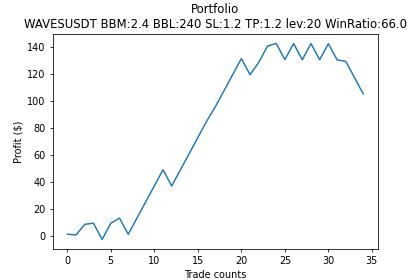 Portfolio
WAVESUSDT BBM:2.4 BBL:240 SL:1.2 TP:1.2 lev:20 WinRatio:66.0
140
120
100
80
60
40
20
0
Profit ($)
0 5 10 15 20 25 30 35
Trade counts